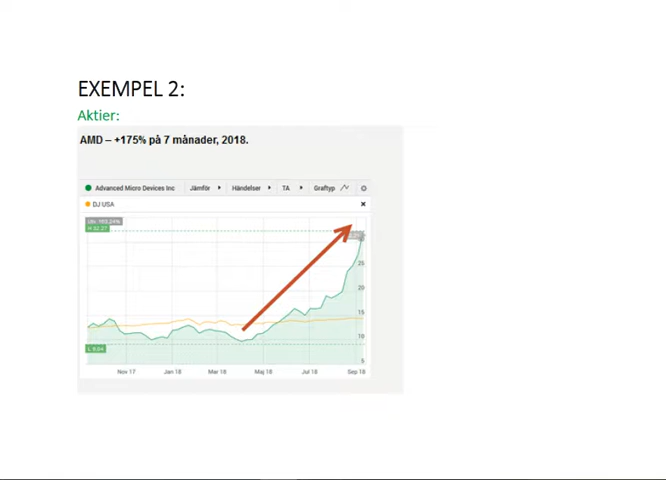 EXEMPEL 2:
Aktier:
AMD – +175% på 7 månader, 2018.
Advanced Micro Devices Inc Jämför Händelser TA Graftyp
DJ USA
H 32.27
25
20
15
10
5
L 9.04
Nov 17 Jan 18 Mar 18 Maj 18 Jul 18 Sep 18